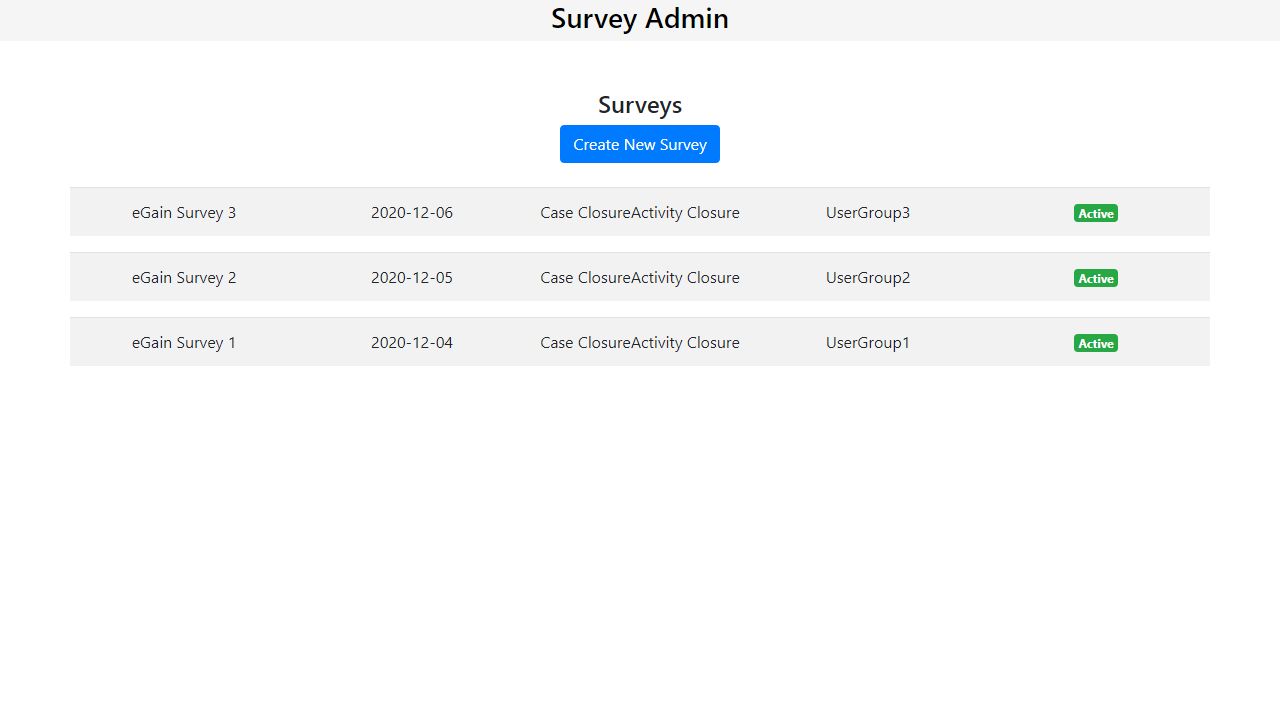 Survey Admin
Surveys
Create New Survey
eGain Survey 3 2020-12-06 Case ClosureActivity Closure UserGroup3 Active
eGain Survey 2 2020-12-05 Case ClosureActivity Closure UserGroup2 Active
eGain Survey 1 2020-12-04 Case ClosureActivity Closure UserGroup1 Active